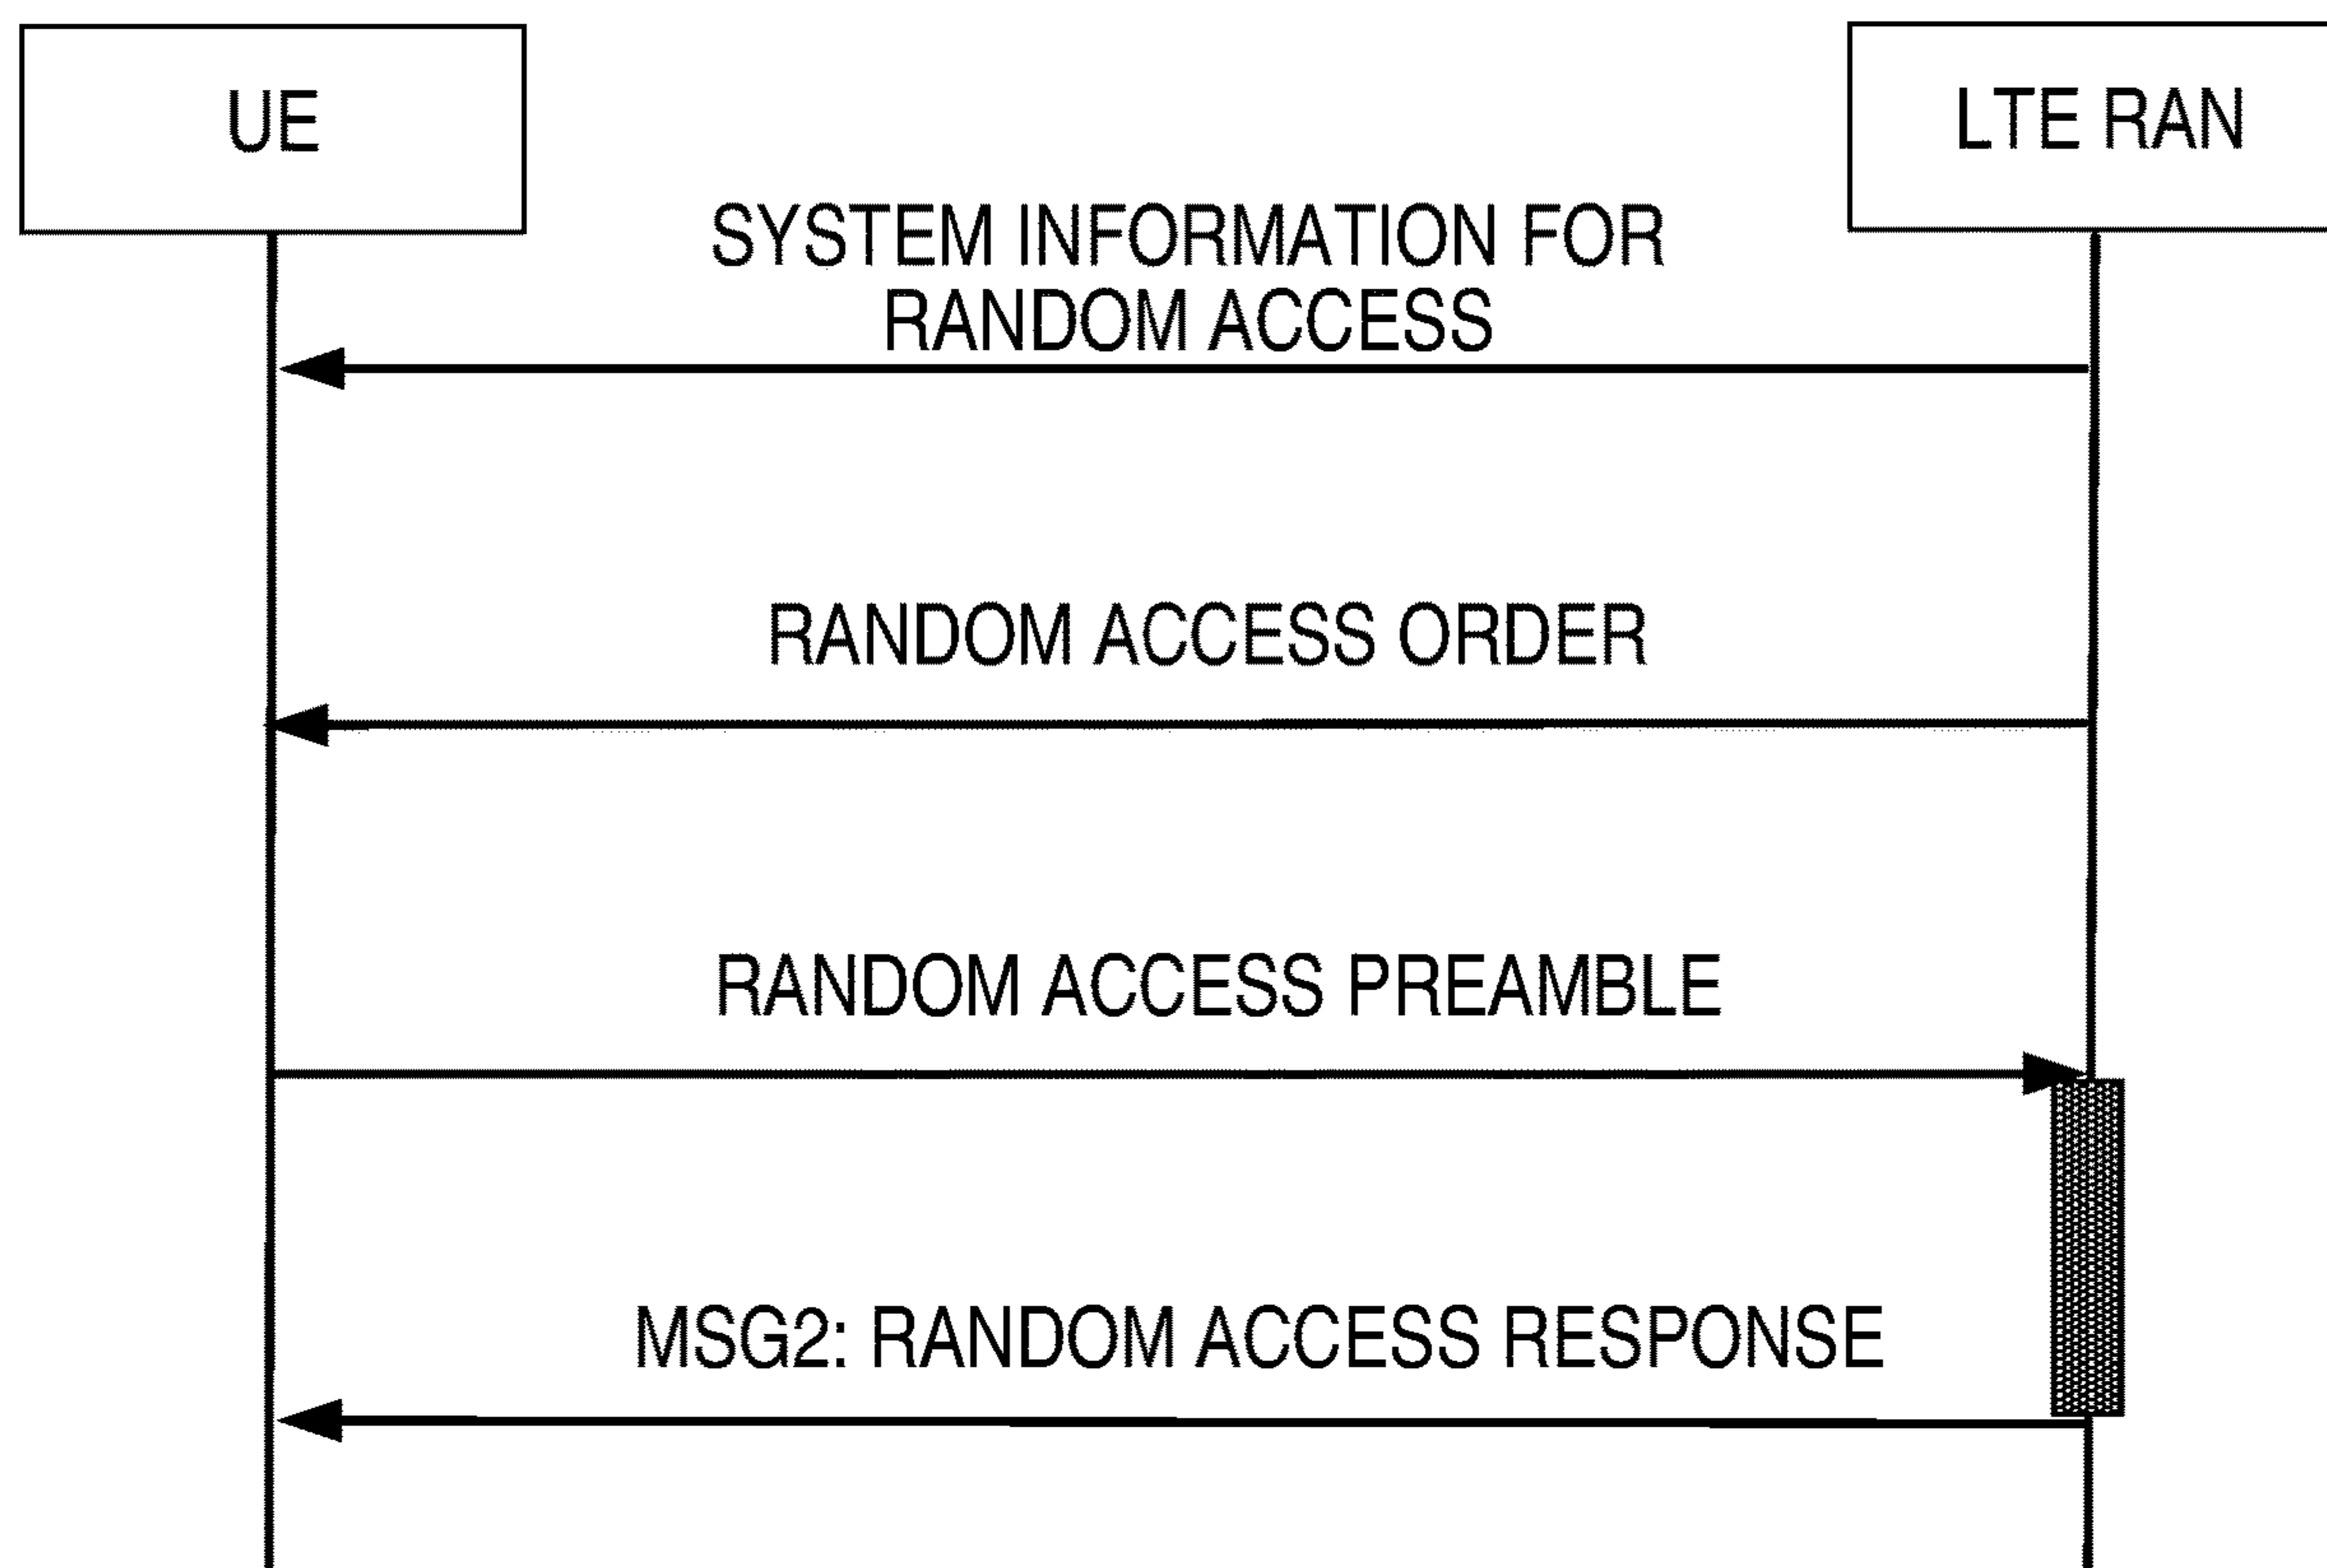 UE
LTE RAN
SYSTEM INFORMATION FOR
RANDOM ACCESS
RANDOM ACCESS ORDER
RANDOM ACCESS PREAMBLE
MSG2: RANDOM ACCESS RESPONSE